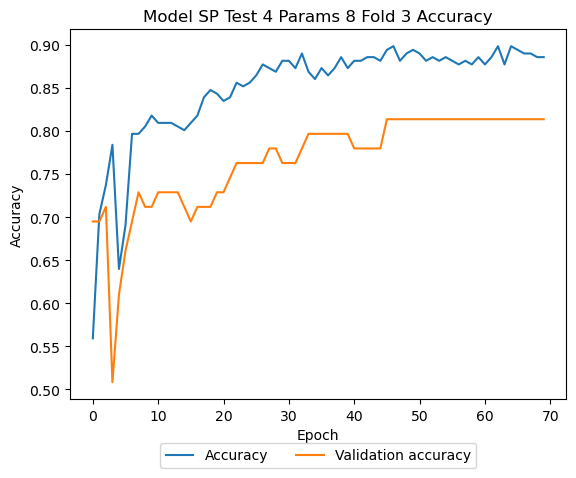 Model SP Test 4 Params 8 Fold 3 Accuracy
0.90
0.85
0.80
0.75
0.70
0.65
0.60
0.55
0.50
Accuracy
0 10 20 30 40 50 60 70
Epoch
Accuracy Validation accuracy